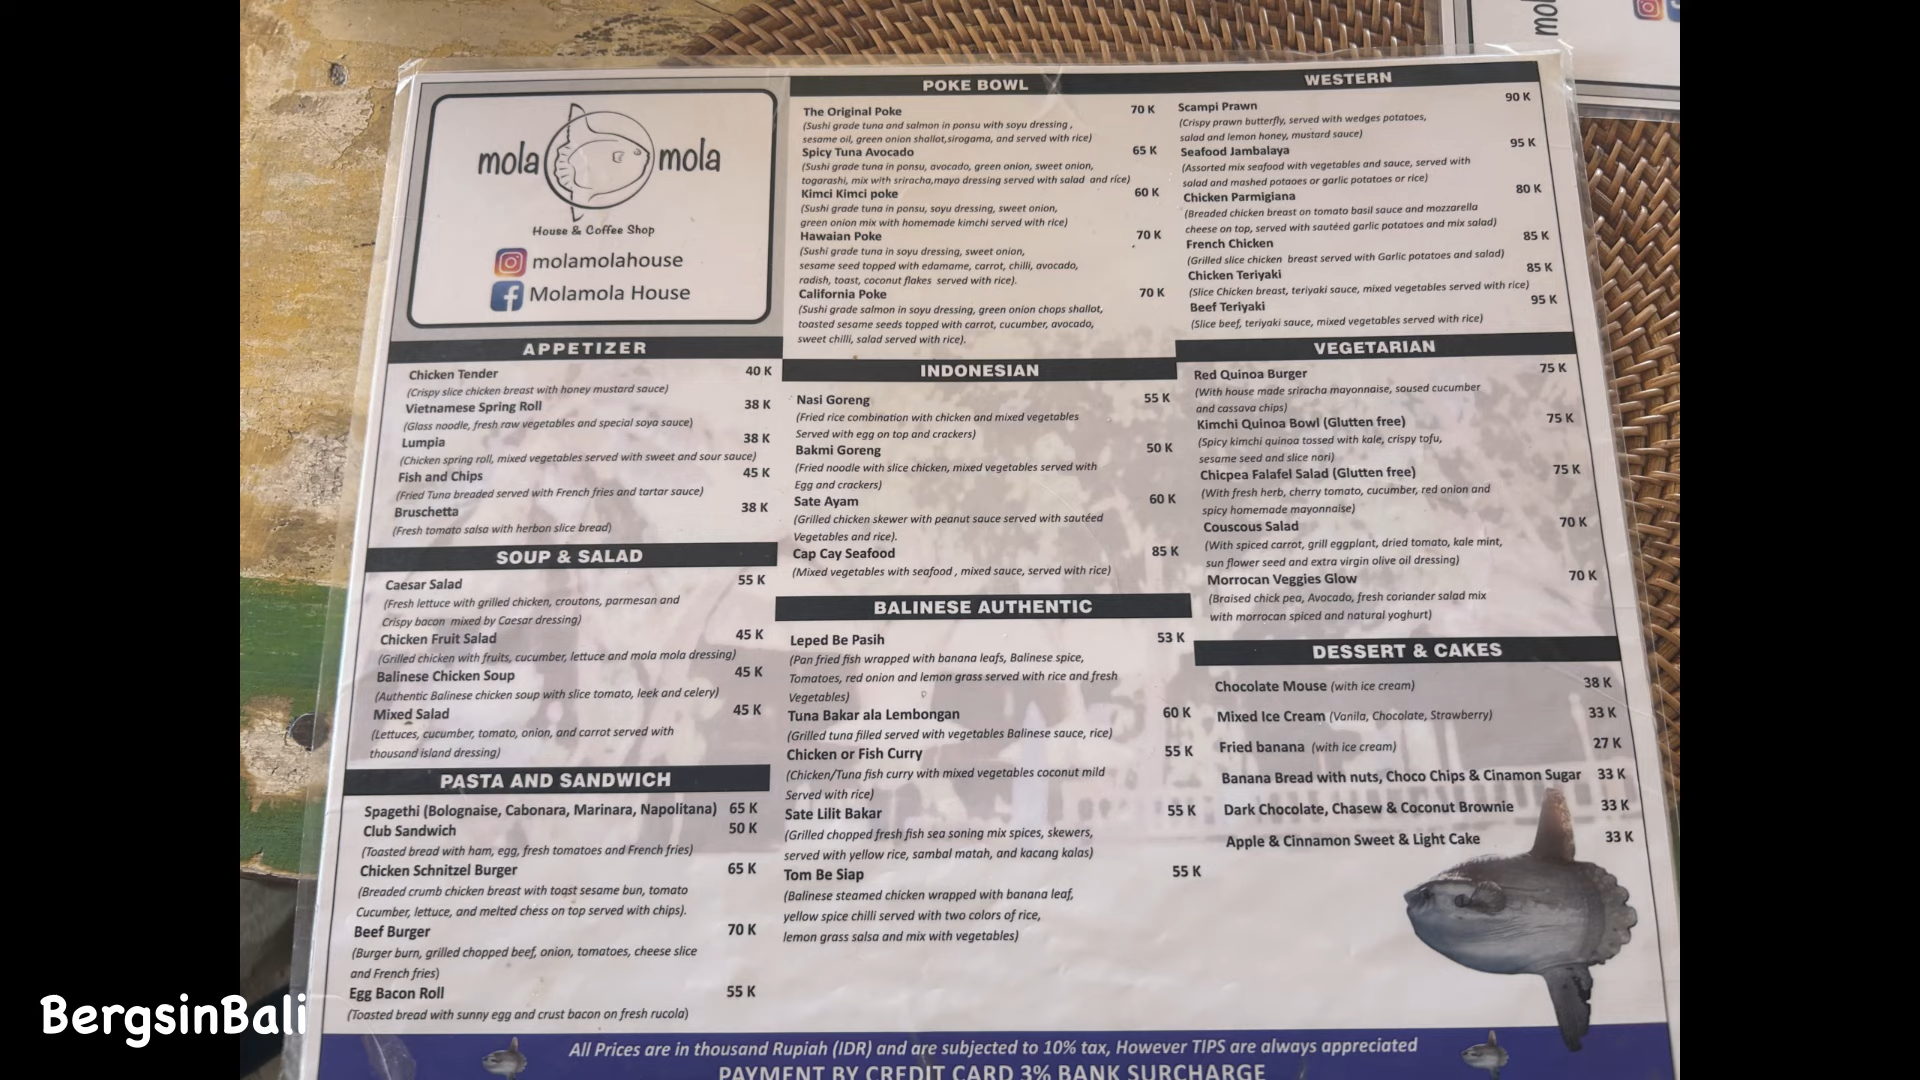 mola mola
House & Coffee Shop
molamolahouse
Molamola House
APPETIZER
Chicken Tender 40 K
(Crispy slice chicken breast with honey mustard sauce)
Vietnamese Spring Roll 38 K
(Glass noodle, fresh raw vegetables and special soya sauce)
Lumpia 38 K
(Chicken spring roll, mixed vegetables served with sweet and sour sauce)
Fish and Chips 45 K
(Fried Tuna breaded served with French fries and tartar sauce)
Bruschetta 38 K
(Fresh tomato salsa with herbon slice bread)
SOUP & SALAD
Caesar Salad 55 K
(Fresh lettuce with grilled chicken, croutons, parmesan and
Crispy bacon mixed by Caesar dressing)
Chicken Fruit Salad 45 K
(Grilled chicken with fruits, cucumber, lettuce and mola mola dressing)
Balinese Chicken Soup 45 K
(Authentic Balinese chicken soup with slice tomato, leek and celery)
Mixed Salad 45 K
(Lettuces, cucumber, tomato, onion, and carrot served with
thousand island dressing)
PASTA AND SANDWICH
Spagethi (Bolognaise, Cabonara, Marinara, Napolitana) 65 K
Club Sandwich 50 K
(Toasted bread with ham, egg, fresh tomatoes and French fries)
Chicken Schnitzel Burger 65 K
(Breaded crumb chicken breast with toast sesame bun, tomato
Cucumber, lettuce, and melted chess on top served with chips).
Beef Burger 70 K
(Burger burn, grilled chopped beef, onion, tomatoes, cheese slice
and French fries)
Egg Bacon Roll 55 K
(Toasted bread with sunny egg and crust bacon on fresh rucola)
POKE BOWL
The Original Poke 70 K
(Sushi grade tuna and salmon in ponsu with soyu dressing ,
sesame oil, green onion shallot,sirogama, and served with rice)
Spicy Tuna Avocado 65 K
(Sushi grade tuna in ponsu, avocado, green onion, sweet onion,
togarashi, mix with sriracha,mayo dressing served with salad and rice)
Kimci Kimci poke 60 K
(Sushi grade tuna in ponsu, soyu dressing, sweet onion,
green onion mix with homemade kimchi served with rice)
Hawaian Poke 70 K
(Sushi grade tuna in soyu dressing, sweet onion,
sesame seed topped with edamame, carrot, chilli, avocado,
radish, toast, coconut flakes served with rice).
California Poke 70 K
(Sushi grade salmon in soyu dressing, green onion chops shallot,
toasted sesame seeds topped with carrot, cucumber, avocado,
sweet chilli, salad served with rice).
INDONESIAN
Nasi Goreng 55 K
(Fried rice combination with chicken and mixed vegetables
Served with egg on top and crackers)
Bakmi Goreng 50 K
(Fried noodle with slice chicken, mixed vegetables served with
Egg and crackers)
Sate Ayam 60 K
(Grilled chicken skewer with peanut sauce served with sautéed
Vegetables and rice).
Cap Cay Seafood 85 K
(Mixed vegetables with seafood , mixed sauce, served with rice)
BALINESE AUTHENTIC
Leped Be Pasih 53 K
(Pan fried fish wrapped with banana leafs, Balinese spice,
Tomatoes, red onion and lemon grass served with rice and fresh
Vegetables)
Tuna Bakar ala Lembongan 60 K
(Grilled tuna filled served with vegetables Balinese sauce, rice)
Chicken or Fish Curry 55 K
(Chicken/Tuna fish curry with mixed vegetables coconut mild
Served with rice)
Sate Lilit Bakar 55 K
(Grilled chopped fresh fish sea soning mix spices, skewers,
served with yellow rice, sambal matah, and kacang kalas)
Tom Be Siap 55 K
(Balinese steamed chicken wrapped with banana leaf,
yellow spice chilli served with two colors of rice,
lemon grass salsa and mix with vegetables)
WESTERN
Scampi Prawn 90 K
(Crispy prawn butterfly, served with wedges potatoes,
salad and lemon honey, mustard sauce)
Seafood Jambalaya 95 K
(Assorted mix seafood with vegetables and sauce, served with
salad and mashed potaoes or garlic potatoes or rice)
Chicken Parmigiana 80 K
(Breaded chicken breast on tomato basil sauce and mozzarella
cheese on top, served with sautéed garlic potatoes and mix salad)
French Chicken 85 K
(Grilled slice chicken breast served with Garlic potatoes and salad)
Chicken Teriyaki 85 K
(Slice Chicken breast, teriyaki sauce, mixed vegetables served with rice)
Beef Teriyaki 95 K
(Slice beef, teriyaki sauce, mixed vegetables served with rice)
VEGETARIAN
Red Quinoa Burger 75 K
(With house made sriracha mayonnaise, soused cucumber
and cassava chips)
Kimchi Quinoa Bowl (Glutten free) 75 K
(Spicy kimchi quinoa tossed with kale, crispy tofu,
sesame seed and slice nori)
Chicpea Falafel Salad (Glutten free) 75 K
(With fresh herb, cherry tomato, cucumber, red onion and
spicy homemade mayonnaise)
Couscous Salad 70 K
(With spiced carrot, grill eggplant, dried tomato, kale mint,
sun flower seed and extra virgin olive oil dressing)
Morrocan Veggies Glow 70 K
(Braised chick pea, Avocado, fresh coriander salad mix
with morrocan spiced and natural yoghurt)
DESSERT & CAKES
Chocolate Mouse (with ice cream) 38 K
Mixed Ice Cream (Vanila, Chocolate, Strawberry) 33 K
Fried banana (with ice cream) 27 K
Banana Bread with nuts, Choco Chips & Cinamon Sugar 33 K
Dark Chocolate, Chasew & Coconut Brownie 33 K
Apple & Cinnamon Sweet & Light Cake 33 K
All Prices are in thousand Rupiah (IDR) and are subjected to 10% tax, However TIPS are always appreciated
PAYMENT BY CREDIT CARD 3% BANK SURCHARGE
BergsinBali